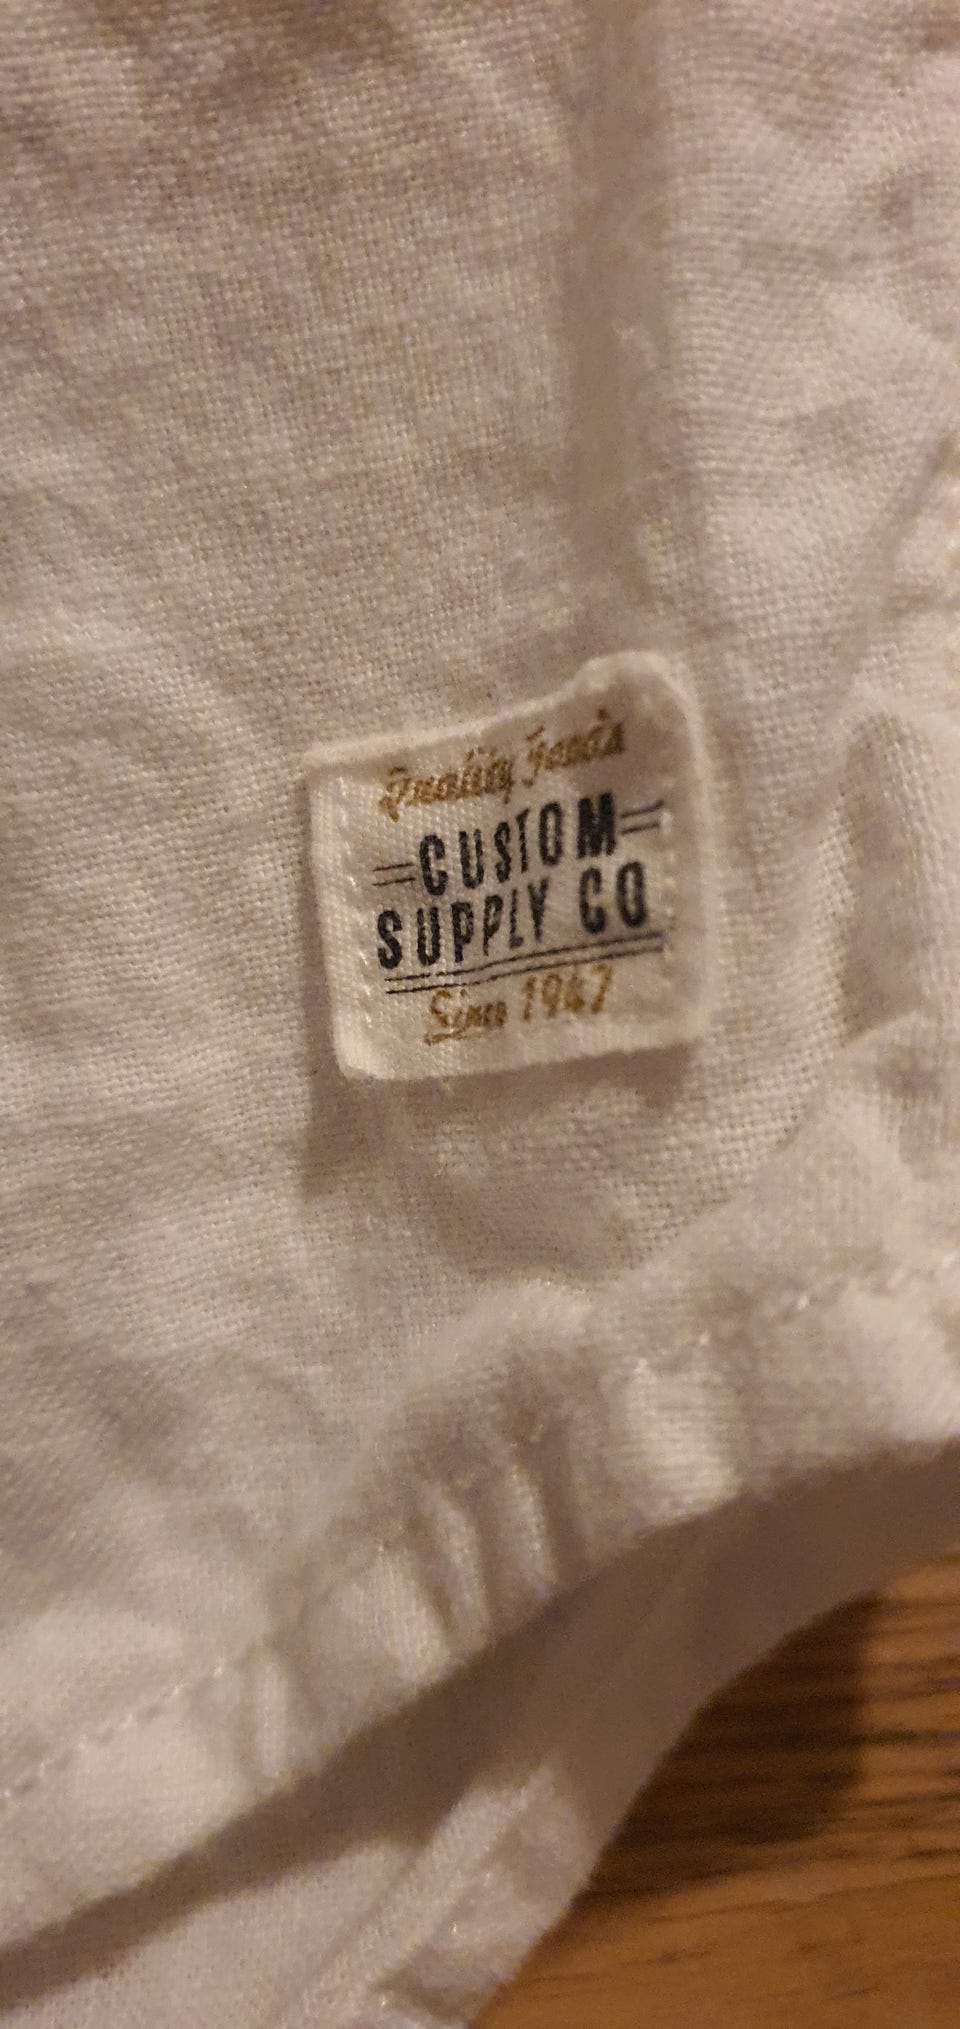 Quality Goods
CUSTOM
SUPPLY CO
Since 1947